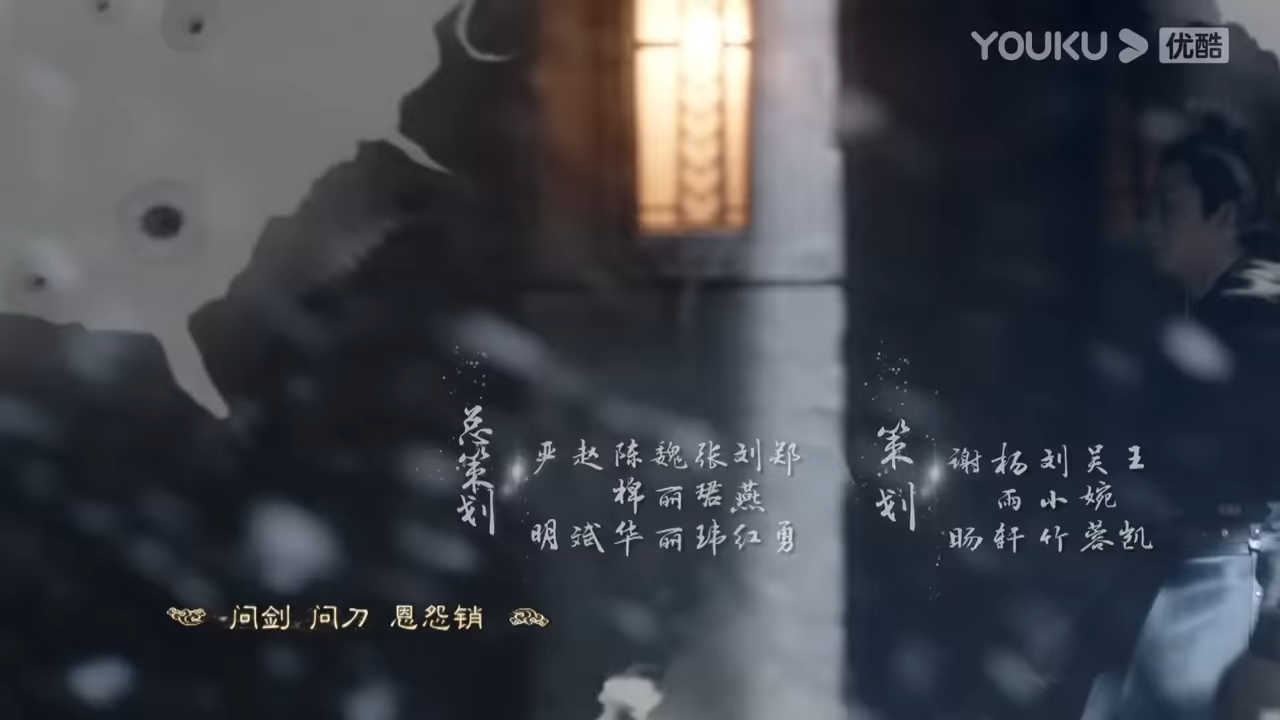 YOUKU 优酷
总策划
严明
赵斌
陈椁华
魏丽丽
张珺玮
刘燕红
郑勇
策划
谢旸
杨雨轩
刘小竹
吴婉蓉
王凯
问剑 问刀 恩怨销